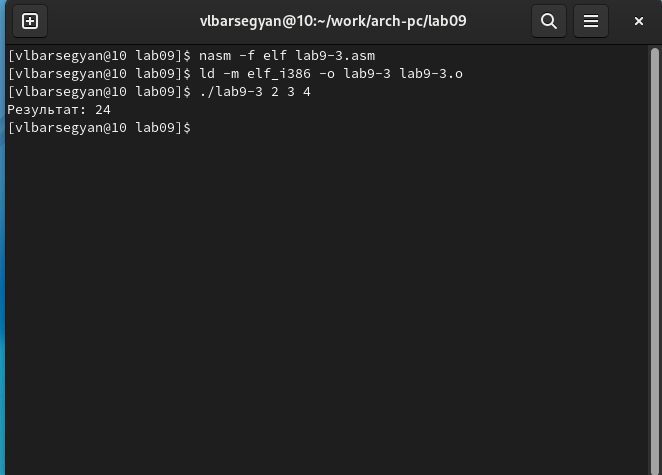 vlbarsegyan@10:~/work/arch-pc/lab09
[vlbarsegyan@10 lab09]$ nasm -f elf lab9-3.asm
[vlbarsegyan@10 lab09]$ ld -m elf_i386 -o lab9-3 lab9-3.o
[vlbarsegyan@10 lab09]$ ./lab9-3 2 3 4
Результат: 24
[vlbarsegyan@10 lab09]$